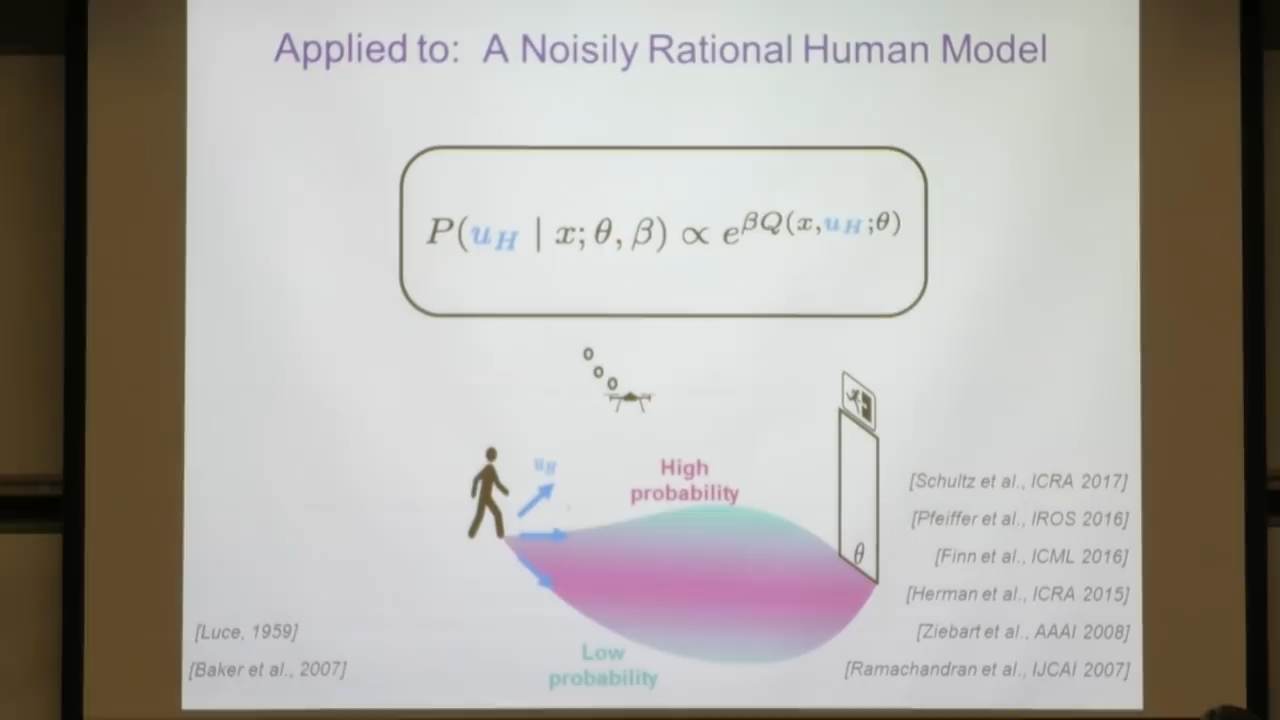 Applied to: A Noisily Rational Human Model
P(u_H | x; θ, β) ∝ e^{βQ(x,u_H;θ)}
u_H
High
probability
θ
Low
probability
[Luce, 1959]
[Baker et al., 2007]
[Schultz et al., ICRA 2017]
[Pfeiffer et al., IROS 2016]
[Finn et al., ICML 2016]
[Herman et al., ICRA 2015]
[Ziebart et al., AAAI 2008]
[Ramachandran et al., IJCAI 2007]